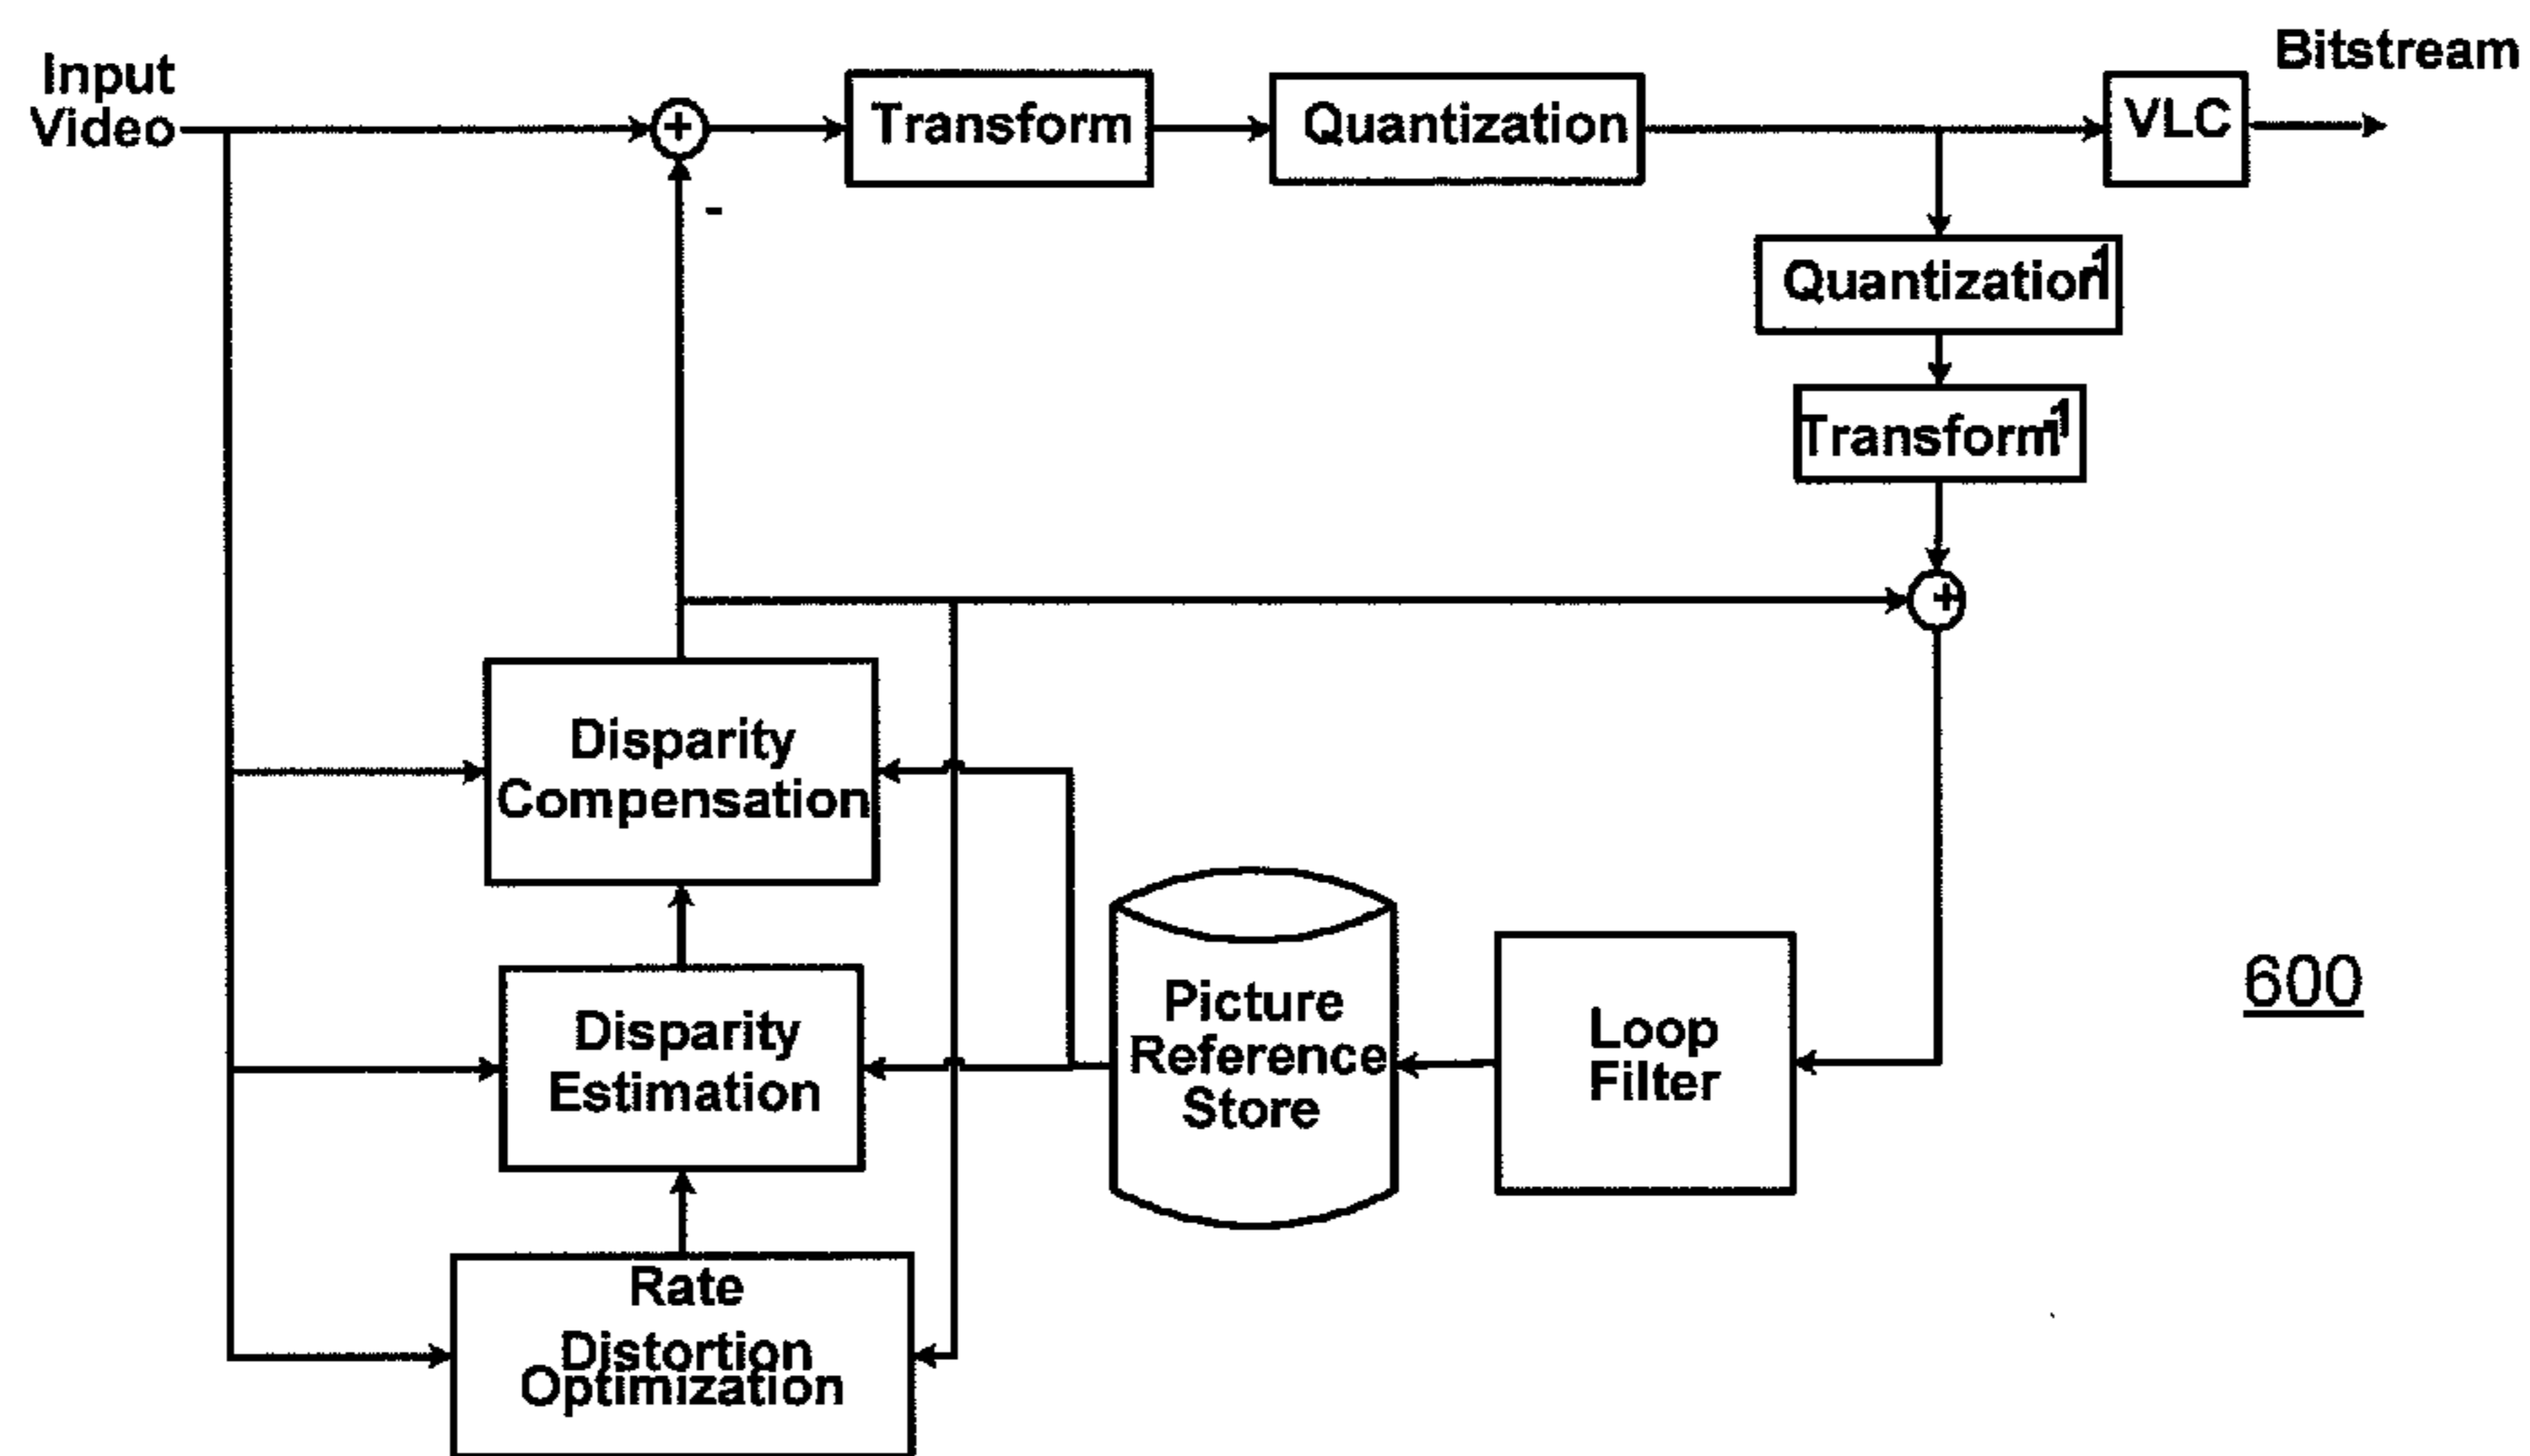 Input
Video
+
Transform
Quantization
VLC
Bitstream
-
Quantization-1
Transform-1
+
Disparity
Compensation
Disparity
Estimation
Picture
Reference
Store
Loop
Filter
600
Rate
Distortion
Optimization